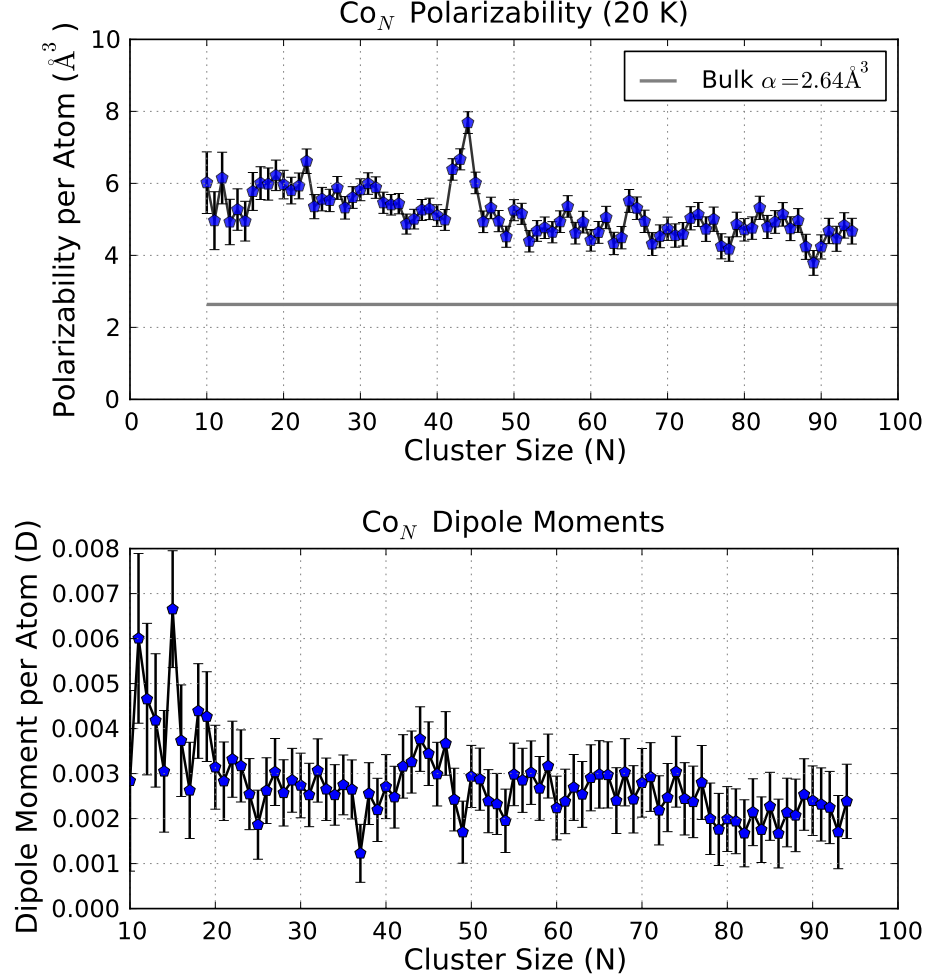 Co_N Polarizability (20 K)
Polarizability per Atom (Å^3)
10
8
6
4
2
0
Bulk α=2.64Å^3
0 10 20 30 40 50 60 70 80 90 100
Cluster Size (N)
Co_N Dipole Moments
Dipole Moment per Atom (D)
0.008
0.007
0.006
0.005
0.004
0.003
0.002
0.001
0.000
10 20 30 40 50 60 70 80 90 100
Cluster Size (N)